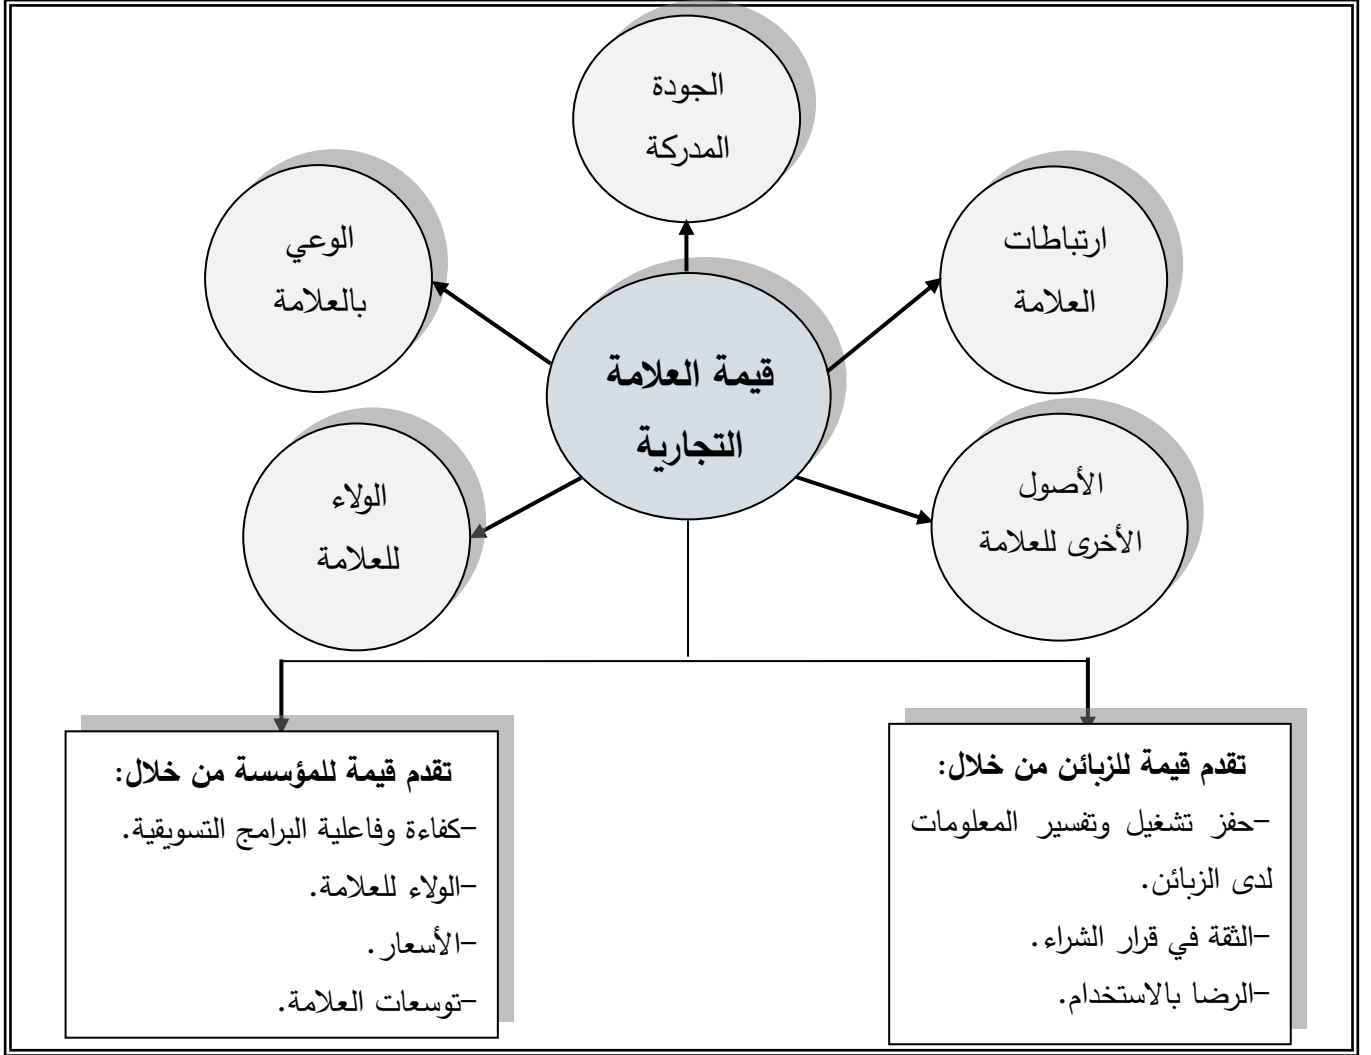 الجودة
المدركة
ارتباطات
العلامة
الوعي
بالعلامة
قيمة العلامة
التجارية
الأصول
الأخرى للعلامة
الولاء
للعلامة
تقدم قيمة للزبائن من خلال:
-حفز تشغيل وتفسير المعلومات
لدى الزبائن.
-الثقة في قرار الشراء.
-الرضا بالاستخدام.
تقدم قيمة للمؤسسة من خلال:
-كفاءة وفاعلية البرامج التسويقية.
-الولاء للعلامة.
-الأسعار.
-توسعات العلامة.